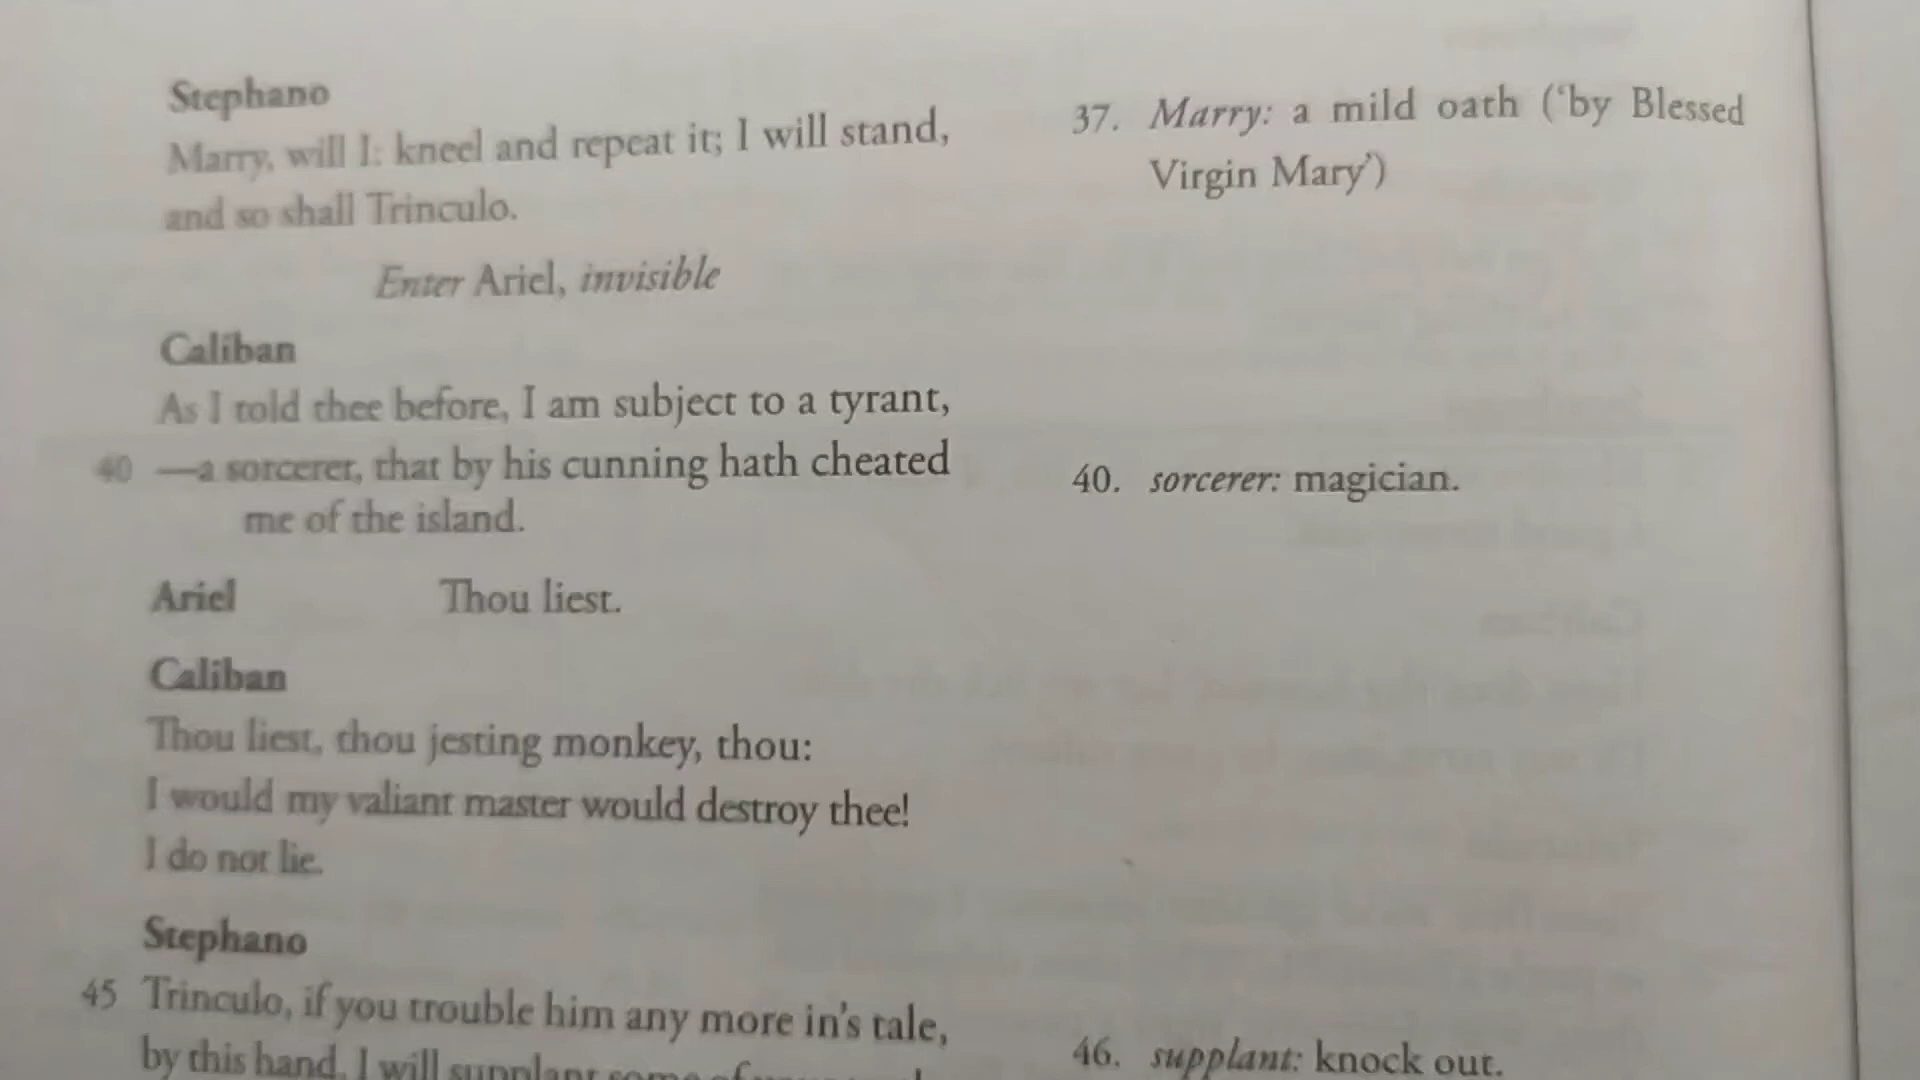 Stephano
Marry, will I: kneel and repeat it; I will stand,
and so shall Trinculo.
Enter Ariel, invisible
Caliban
As I told thee before, I am subject to a tyrant,
40 —a sorcerer, that by his cunning hath cheated
me of the island.
Ariel Thou liest.
Caliban
Thou liest, thou jesting monkey, thou:
I would my valiant master would destroy thee!
I do not lie.
Stephano
45 Trinculo, if you trouble him any more in's tale,
by this hand, I will supplant some of
37. Marry: a mild oath ('by Blessed
Virgin Mary')
40. sorcerer: magician.
46. supplant: knock out.